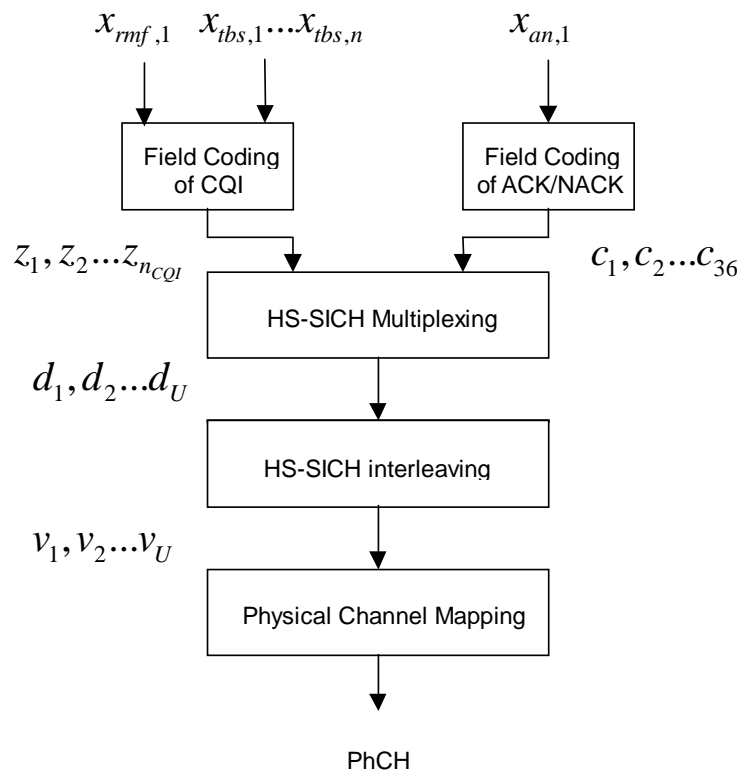 x_{rmf,1} x_{tbs,1}...x_{tbs,n} x_{an,1}
Field Coding
of CQI
Field Coding
of ACK/NACK
z_1, z_2...z_{n_{CQI}}
c_1, c_2...c_{36}
HS-SICH Multiplexing
d_1, d_2...d_U
HS-SICH interleaving
v_1, v_2...v_U
Physical Channel Mapping
PhCH